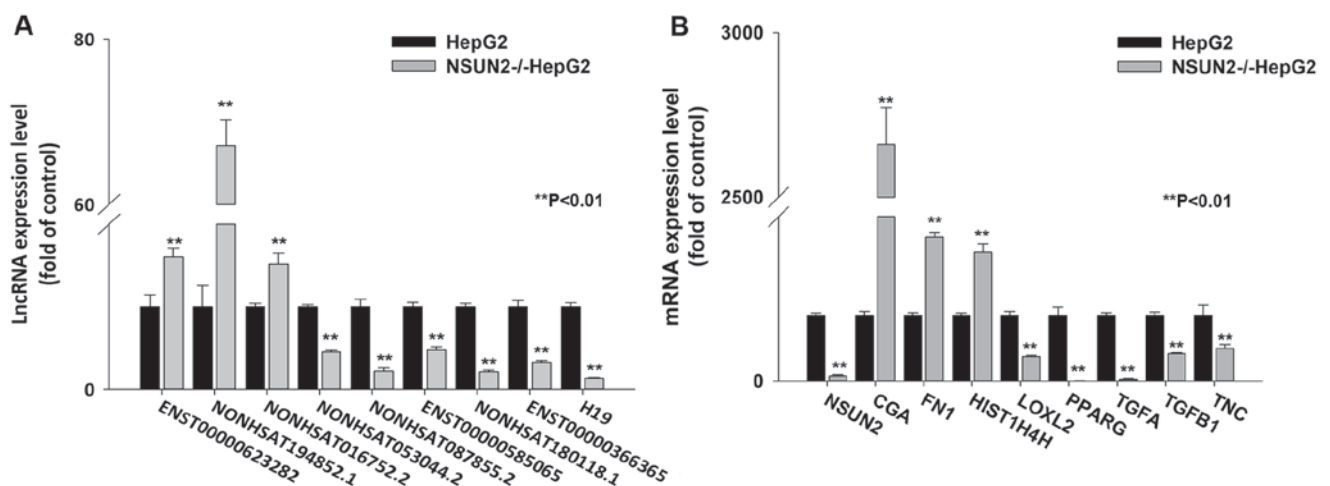 A
80
HepG2
NSUN2-/-HepG2
**
60
**P<0.01
**
**
**
**
**
**
**
**
0
LncRNA expression level
(fold of control)
ENST00000623282
NONHSAT194852.1
NONHSAT016752.2
NONHSAT053044.2
NONHSAT087855.2
ENST00000585065
NONHSAT180118.1
ENST00000366365
H19
B
3000
HepG2
NSUN2-/-HepG2
**
2500
**P<0.01
**
**
**
**
**
**
**
**
0
mRNA expression level
(fold of control)
NSUN2
CGA
FN1
HIST1H4H
LOXL2
PPARG
TGFA
TGFB1
TNC